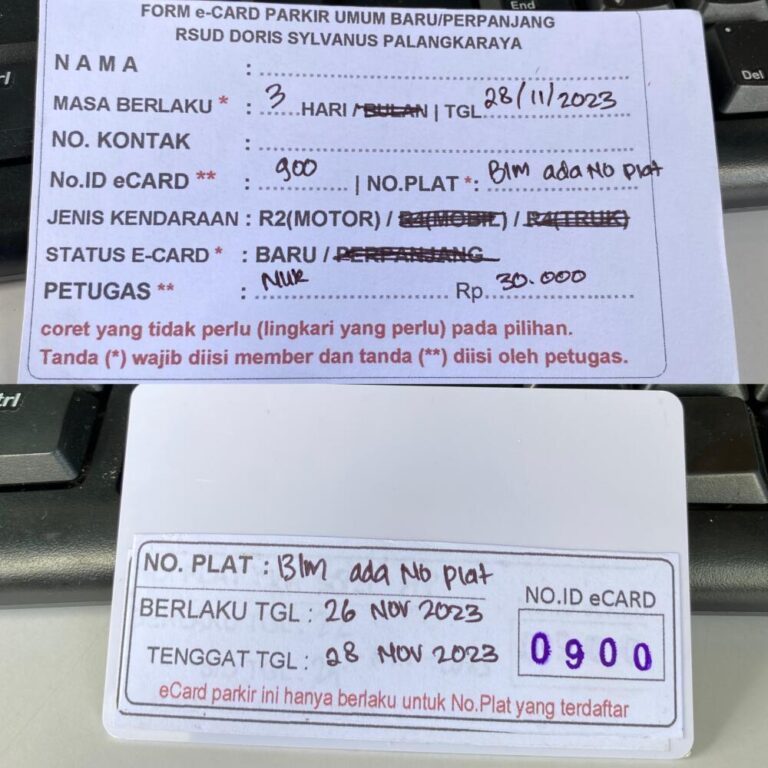 End
FORM e-CARD PARKIR UMUM BARU/PERPANJANG
RSUD DORIS SYLVANUS PALANGKARAYA
rl
Del
NAMA :
MASA BERLAKU * : 3 HARI / BULAN | TGL 28/11/2023
NO. KONTAK :
No.ID eCARD ** : 900 | NO.PLAT *: Blm ada No plat
JENIS KENDARAAN : R2(MOTOR) / R4(MOBIL) / R4(TRUK)
STATUS E-CARD * : BARU / PERPANJANG
PETUGAS ** : NUR Rp. 30.000
coret yang tidak perlu (lingkari yang perlu) pada pilihan.
Tanda (*) wajib diisi member dan tanda (**) diisi oleh petugas.
trl
NO. PLAT : Blm ada No plat
BERLAKU TGL : 26 NOV 2023
NO.ID eCARD
TENGGAT TGL : 28 NOV 2023
0900
eCard parkir ini hanya berlaku untuk No.Plat yang terdaftar